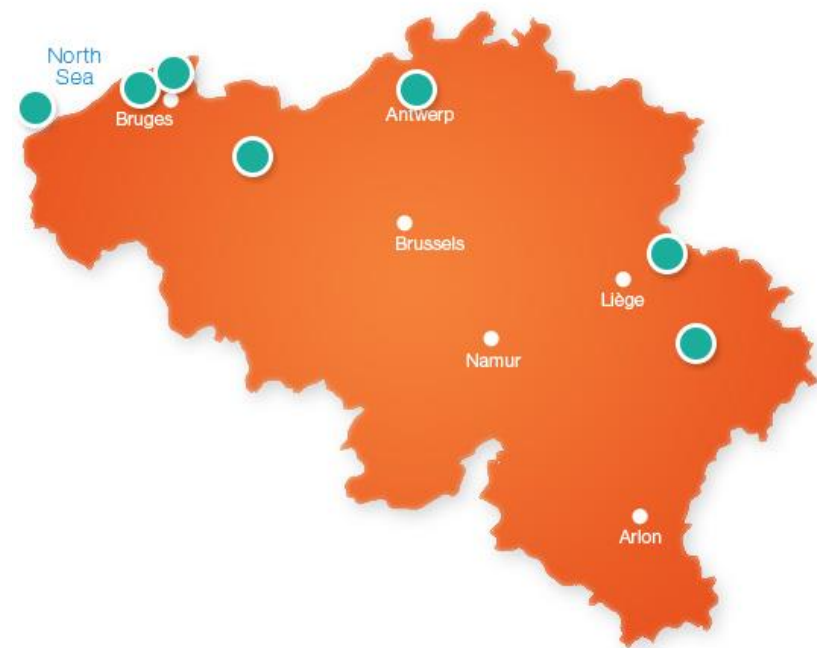 North
Sea
Bruges
Antwerp
Brussels
Liège
Namur
Arlon